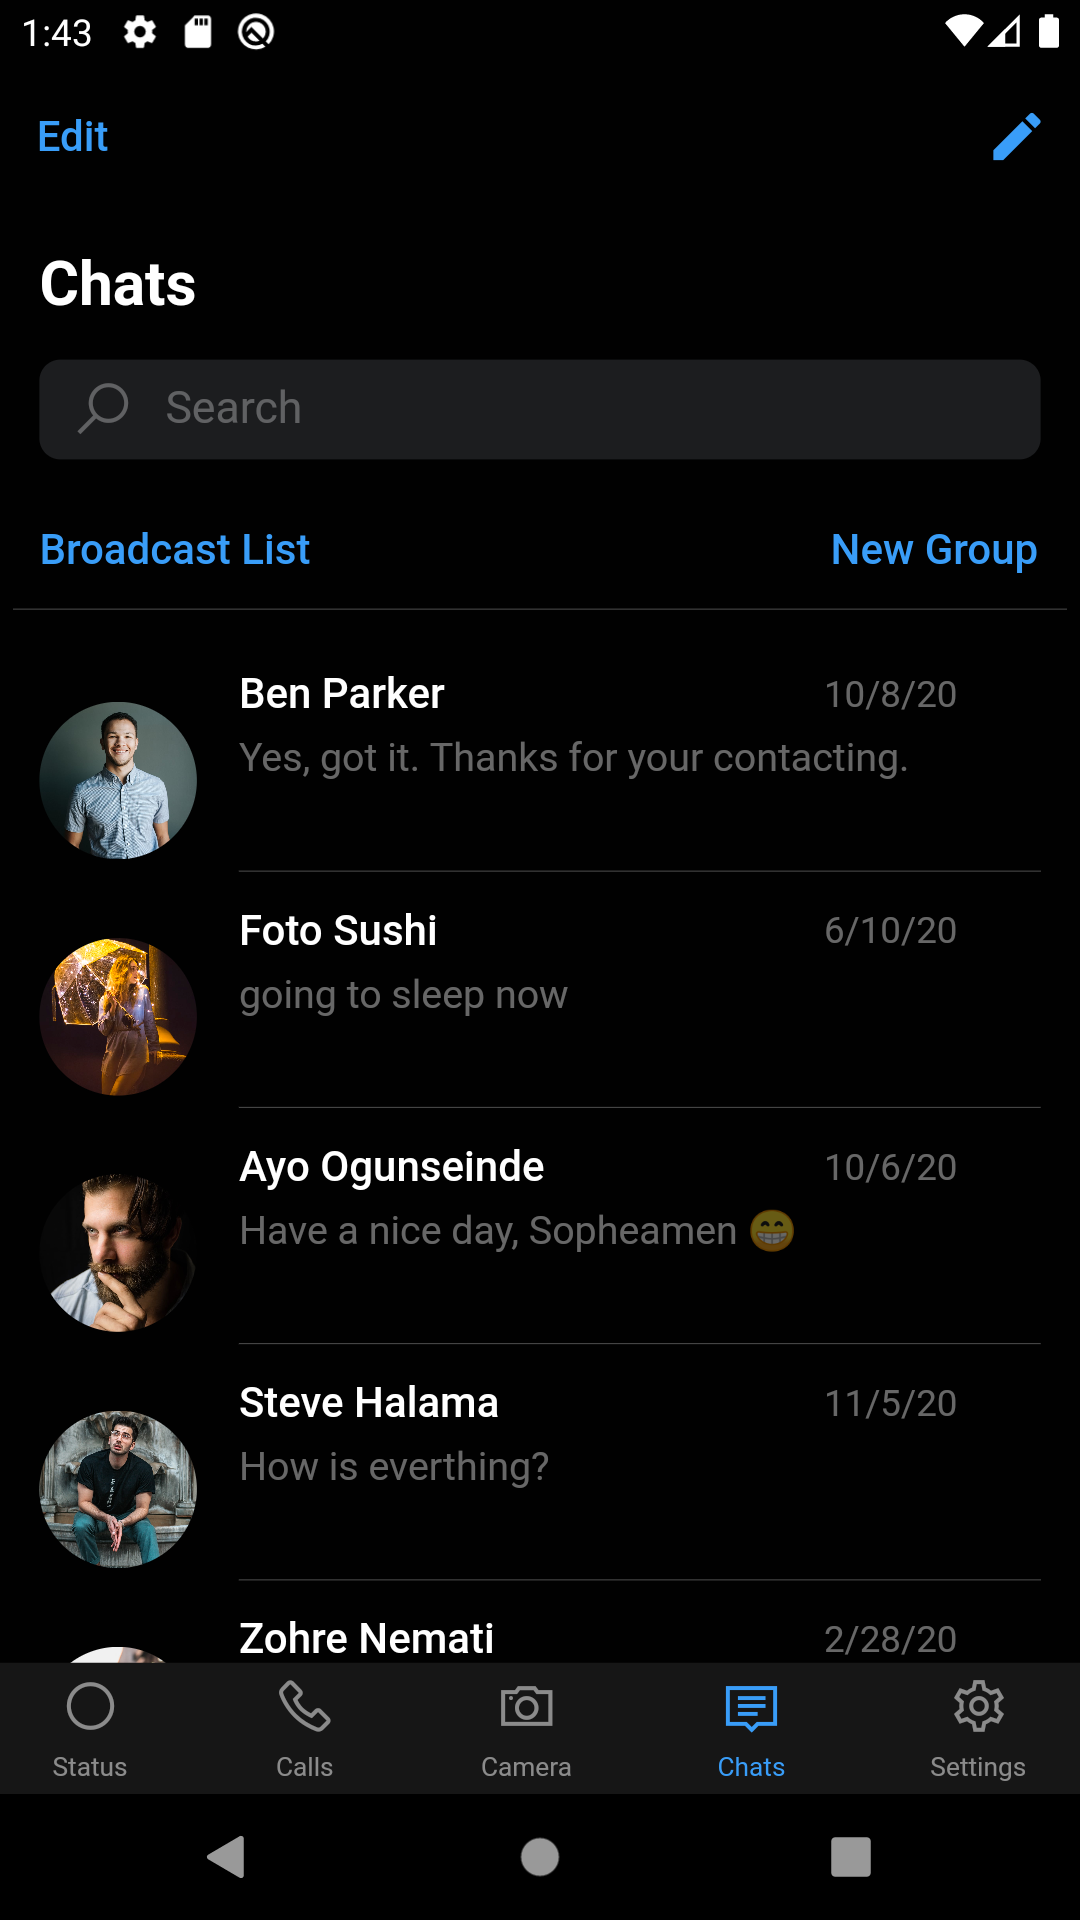 1:43
Edit
Chats
Search
Broadcast List
New Group
Ben Parker
10/8/20
Yes, got it. Thanks for your contacting.
Foto Sushi
6/10/20
going to sleep now
Ayo Ogunseinde
10/6/20
Have a nice day, Sopheamen 😁
Steve Halama
11/5/20
How is everthing?
Zohre Nemati
2/28/20
Status
Calls
Camera
Chats
Settings